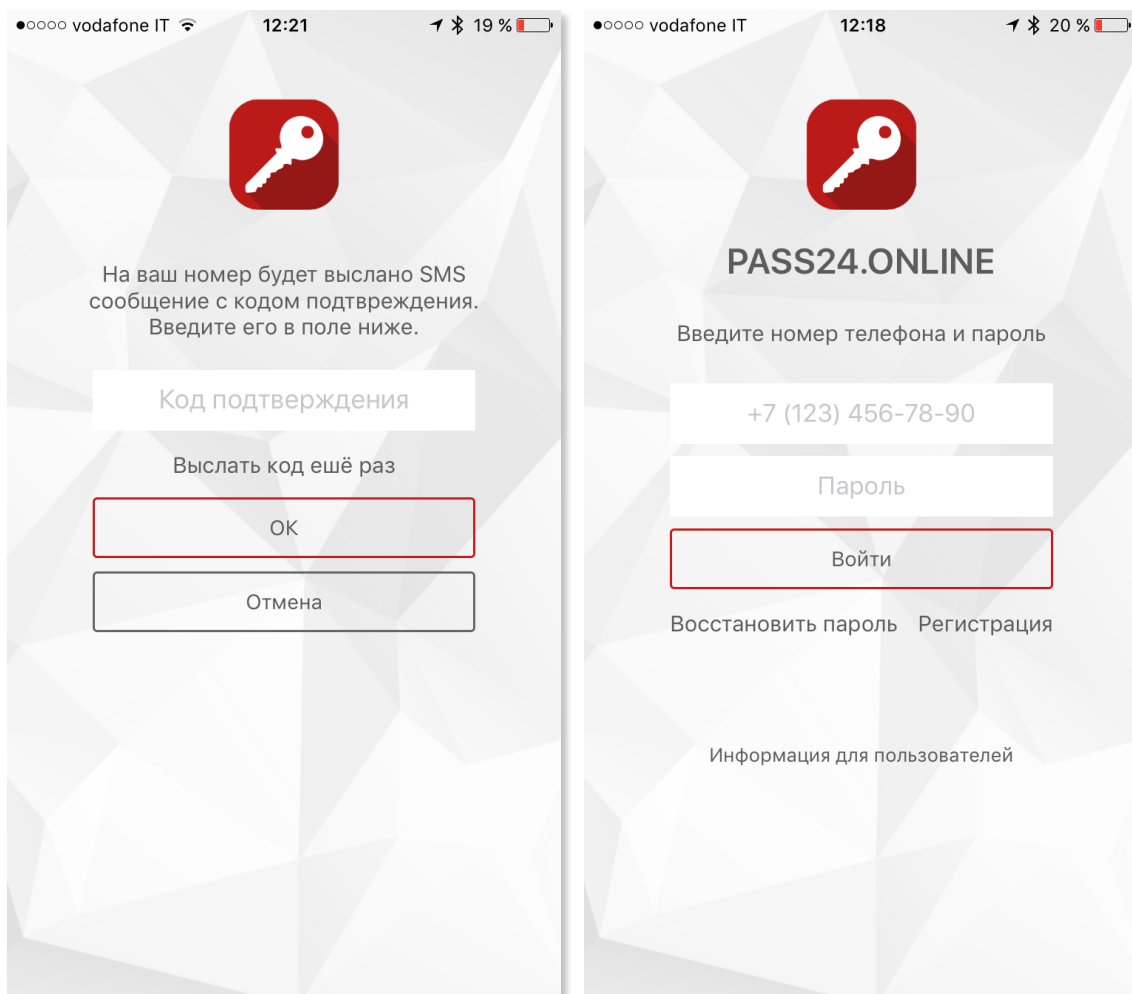 vodafone IT 12:21 19 %
На ваш номер будет выслано SMS
сообщение с кодом подтвреждения.
Введите его в поле ниже.
Код подтверждения
Выслать код ешё раз
ОК
Отмена
vodafone IT 12:18 20 %
PASS24.ONLINE
Введите номер телефона и пароль
+7 (123) 456-78-90
Пароль
Войти
Восстановить пароль Регистрация
Информация для пользователей